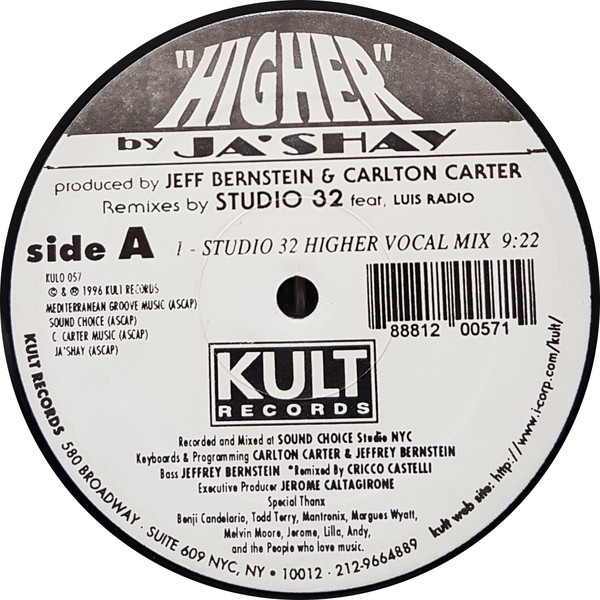 "HIGHER"
by JA'SHAY
produced by JEFF BERNSTEIN & CARLTON CARTER
Remixes by STUDIO 32 feat, LUIS RADIO
side A
1 - STUDIO 32 HIGHER VOCAL MIX 9:22
KULO 057
© & ℗ 1996 KULT RECORDS
MEDITERRANEAN GROOVE MUSIC (ASCAP)
SOUND CHOICE (ASCAP)
C. CARTER MUSIC (ASCAP)
JA'SHAY (ASCAP)
88812 00571
KULT
RECORDS
Recorded and Mixed at SOUND CHOICE Studio NYC
Keyboards & Programming CARLTON CARTER & JEFFREY BERNSTEIN
Bass JEFFREY BERNSTEIN *Remixed By CRICCO CASTELLI
Executive Producer JEROME CALTAGIRONE
Special Thanx
Benji Candelario, Todd Terry, Mantronix, Margues Wyatt,
Melvin Moore, Jerome, Lilla, Andy,
and the People who love music.
KULT RECORDS 580 BROADWAY · SUITE 609 NYC, NY • 10012 · 212-9664889
kult web site: http://www.i-corp.com/kult/